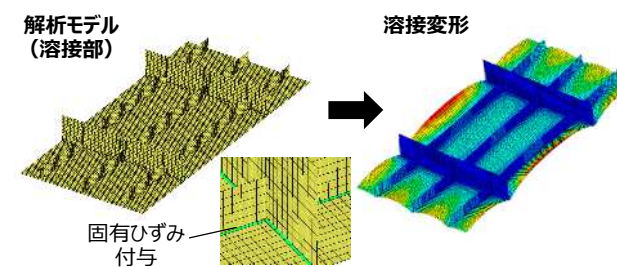 解析モデル
（溶接部）
溶接変形
固有ひずみ
付与